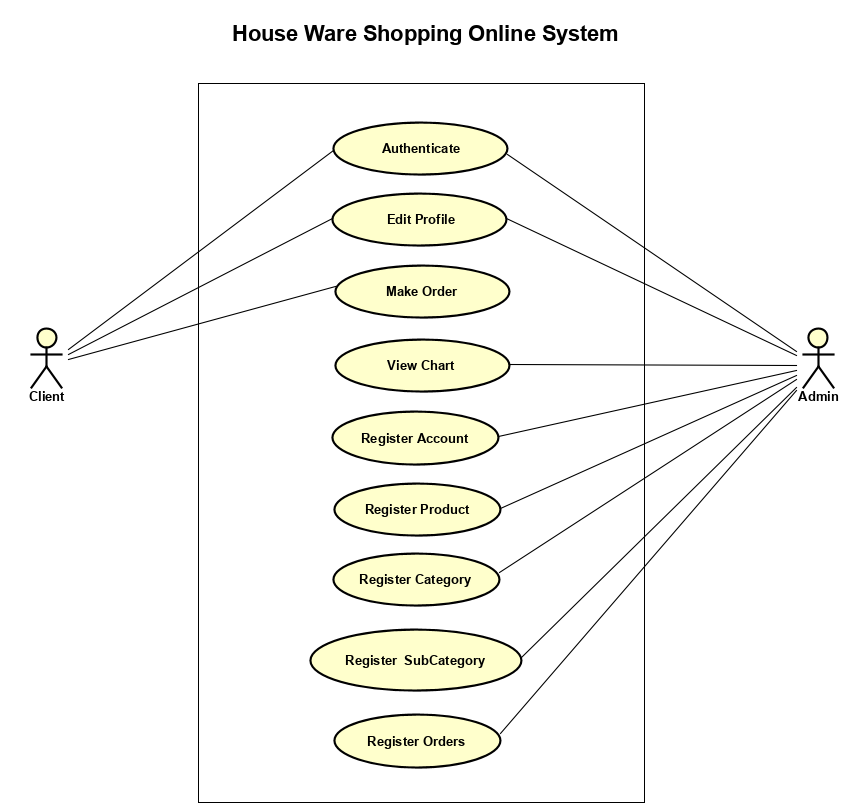 House Ware Shopping Online System
Authenticate
Edit Profile
Make Order
View Chart
Client
Admin
Register Account
Register Product
Register Category
Register SubCategory
Register Orders